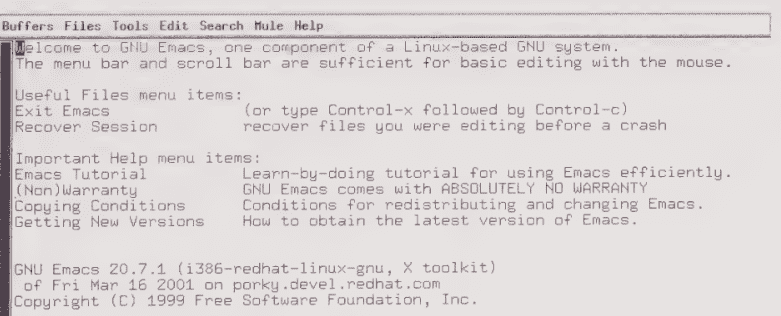 Buffers Files Tools Edit Search Mule Help
Welcome to GNU Emacs, one component of a Linux-based GNU system.
The menu bar and scroll bar are sufficient for basic editing with the mouse.
Useful Files menu items:
Exit Emacs (or type Control-x followed by Control-c)
Recover Session recover files you were editing before a crash
Important Help menu items:
Emacs Tutorial Learn-by-doing tutorial for using Emacs efficiently.
(Non)Warranty GNU Emacs comes with ABSOLUTELY NO WARRANTY
Copying Conditions Conditions for redistributing and changing Emacs.
Getting New Versions How to obtain the latest version of Emacs.
GNU Emacs 20.7.1 (i386-redhat-linux-gnu, X toolkit)
of Fri Mar 16 2001 on porky.devel.redhat.com
Copyright (C) 1999 Free Software Foundation, Inc.